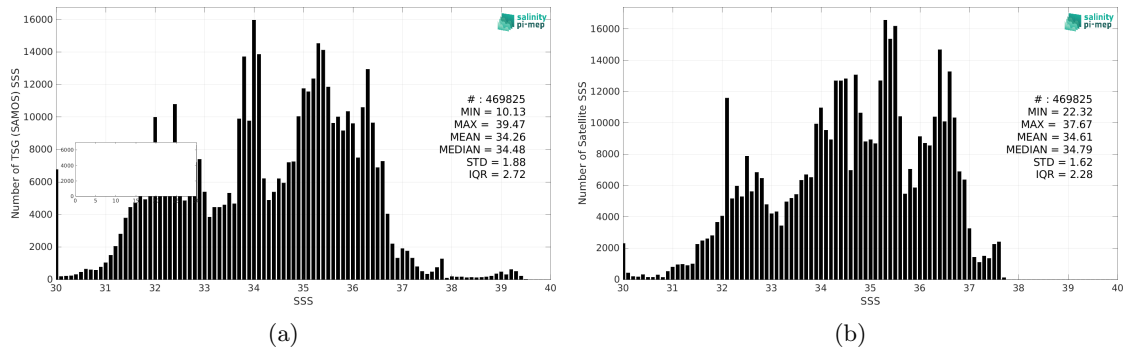 16000
14000
12000
10000
8000
6000
4000
2000
0
Number of TSG (SAMOS) SSS
6000
4000
2000
0
0 5 10 15
30 31 32 33 34 35 36 37 38 39 40
SSS
salinity
pi-mep
# : 469825
MIN = 10.13
MAX = 39.47
MEAN = 34.26
MEDIAN = 34.48
STD = 1.88
IQR = 2.72
(a)
16000
14000
12000
10000
8000
6000
4000
2000
0
Number of Satellite SSS
30 31 32 33 34 35 36 37 38 39 40
SSS
salinity
pi-mep
# : 469825
MIN = 22.32
MAX = 37.67
MEAN = 34.61
MEDIAN = 34.79
STD = 1.62
IQR = 2.28
(b)